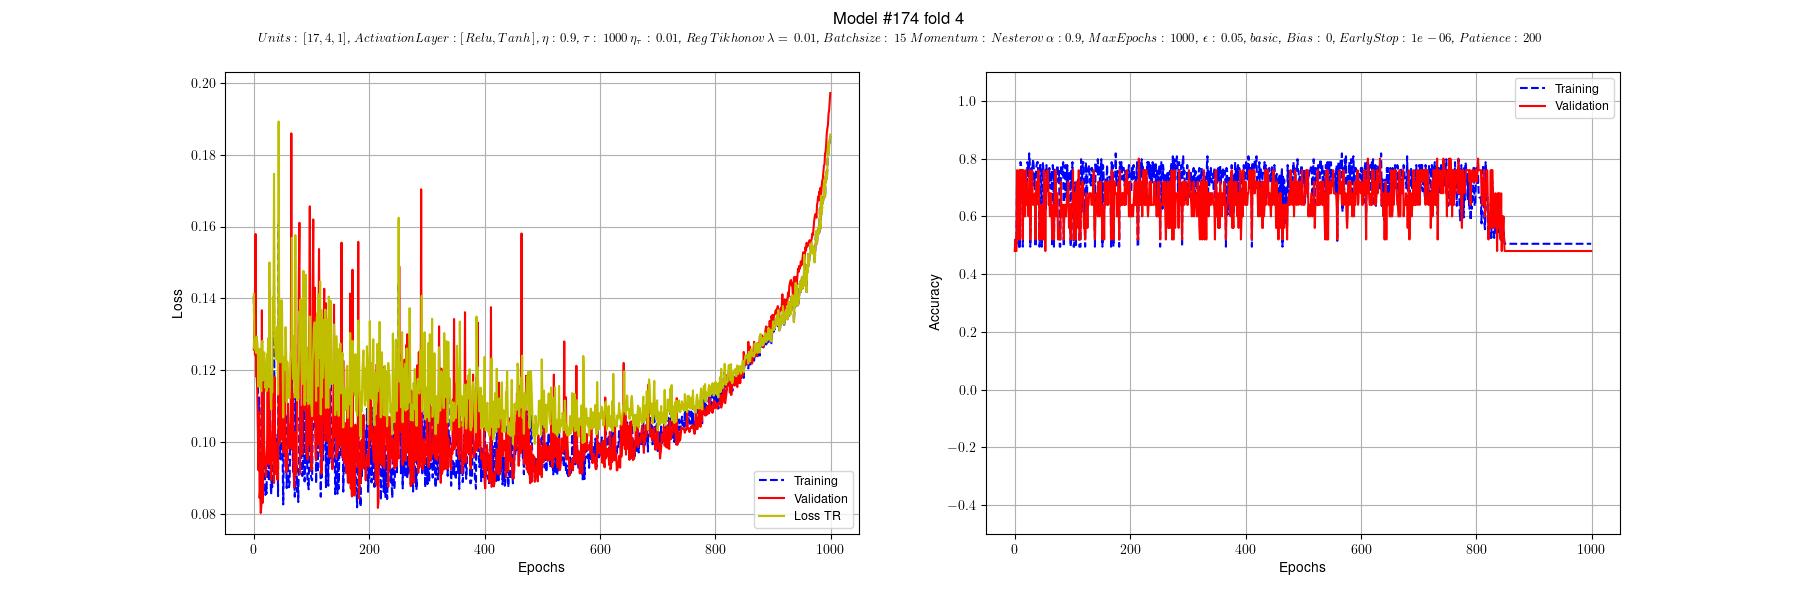 Model #174 fold 4
Units : [17, 4, 1], ActivationLayer : [Relu, Tanh], η : 0.9, τ : 1000 η_τ : 0.01, Reg Tikhonov λ = 0.01, Batchsize : 15 Momentum : Nesterov α : 0.9, MaxEpochs : 1000, ϵ : 0.05, basic, Bias : 0, EarlyStop : 1e − 06, Patience : 200
0.20
0.18
0.16
0.14
0.12
0.10
0.08
Loss
0 200 400 600 800 1000
Epochs
Training
Validation
Loss TR
1.0
0.8
0.6
0.4
0.2
0.0
−0.2
−0.4
Accuracy
0 200 400 600 800 1000
Epochs
Training
Validation